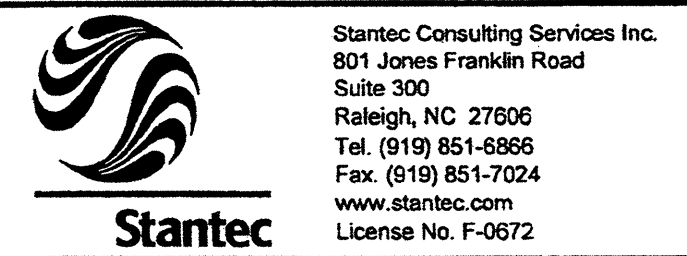 Stantec
Stantec Consulting Services Inc.
801 Jones Franklin Road
Suite 300
Raleigh, NC 27606
Tel. (919) 851-6866
Fax. (919) 851-7024
www.stantec.com
License No. F-0672